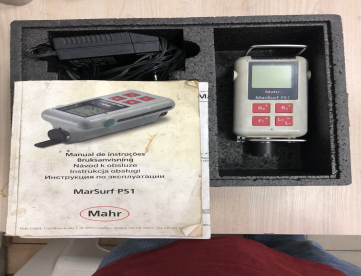 Mahr
MarSurf PS1
Manual de instruções
Bruksanvisning
Návod k obsluze
Instrukcja obsługi
Инструкция по эксплуатации
MarSurf PS1
Mahr